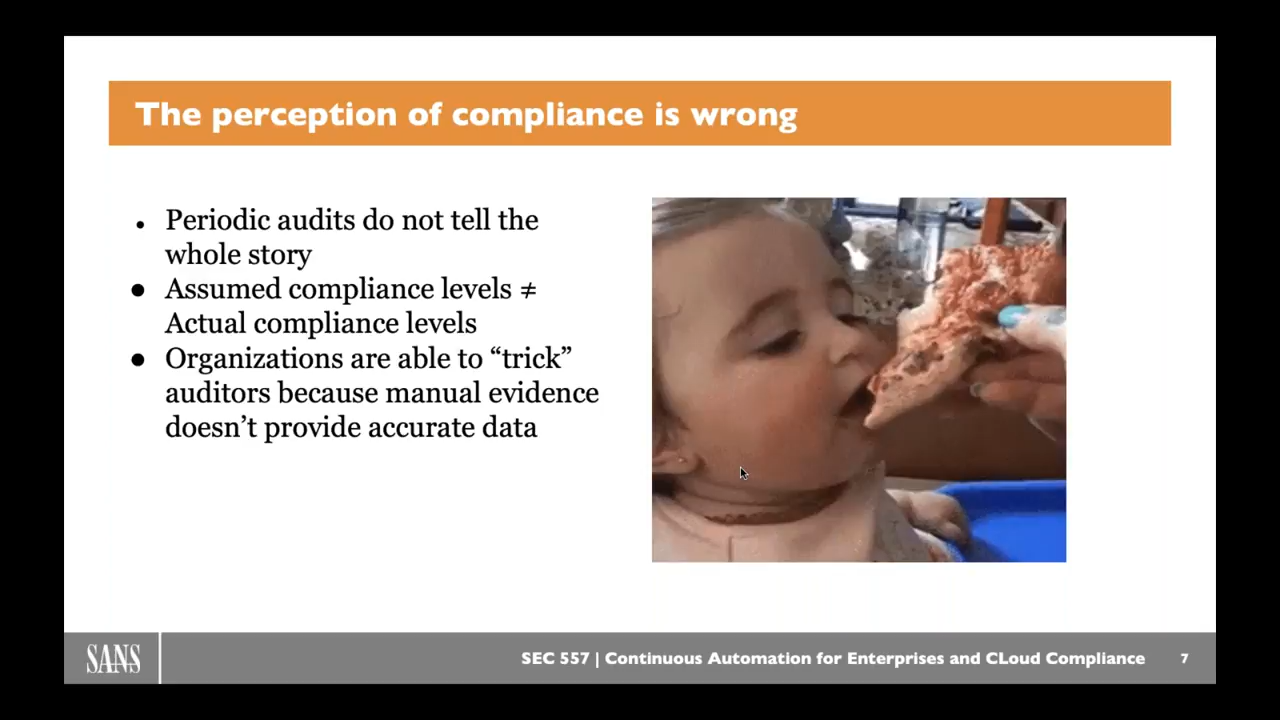 The perception of compliance is wrong
• Periodic audits do not tell the
whole story
● Assumed compliance levels ≠
Actual compliance levels
● Organizations are able to “trick”
auditors because manual evidence
doesn’t provide accurate data
SANS
SEC 557 | Continuous Automation for Enterprises and CLoud Compliance
7